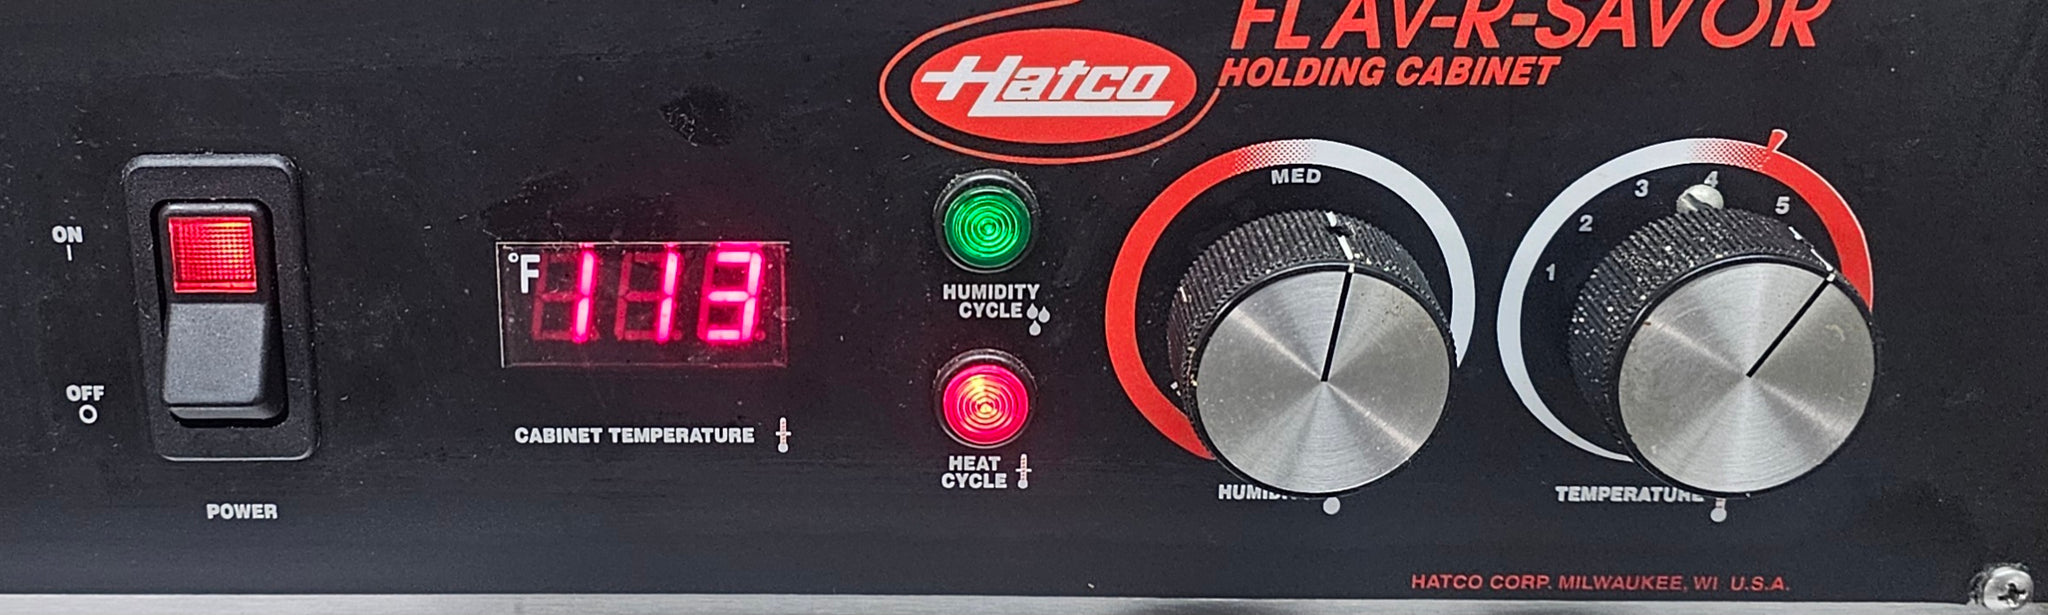 FLAV-R-SAVOR
Hatco
HOLDING CABINET
MED
1 2 3 4 5
ON
OFF
°F 113
HUMIDITY
CYCLE
CABINET TEMPERATURE
HEAT
CYCLE
POWER
TEMPERATURE
HATCO CORP. MILWAUKEE, WI U.S.A.